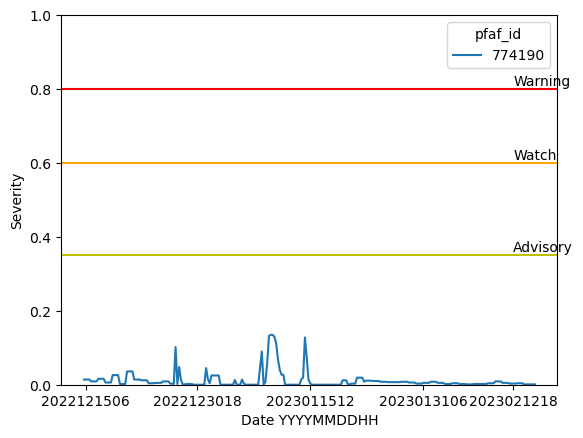 1.0
pfaf_id
774190
Warning
0.8
Watch
0.6
Severity
0.4
Advisory
0.2
0.0
2022121506 2022123018 2023011512 2023013106 2023021218
Date YYYYMMDDHH